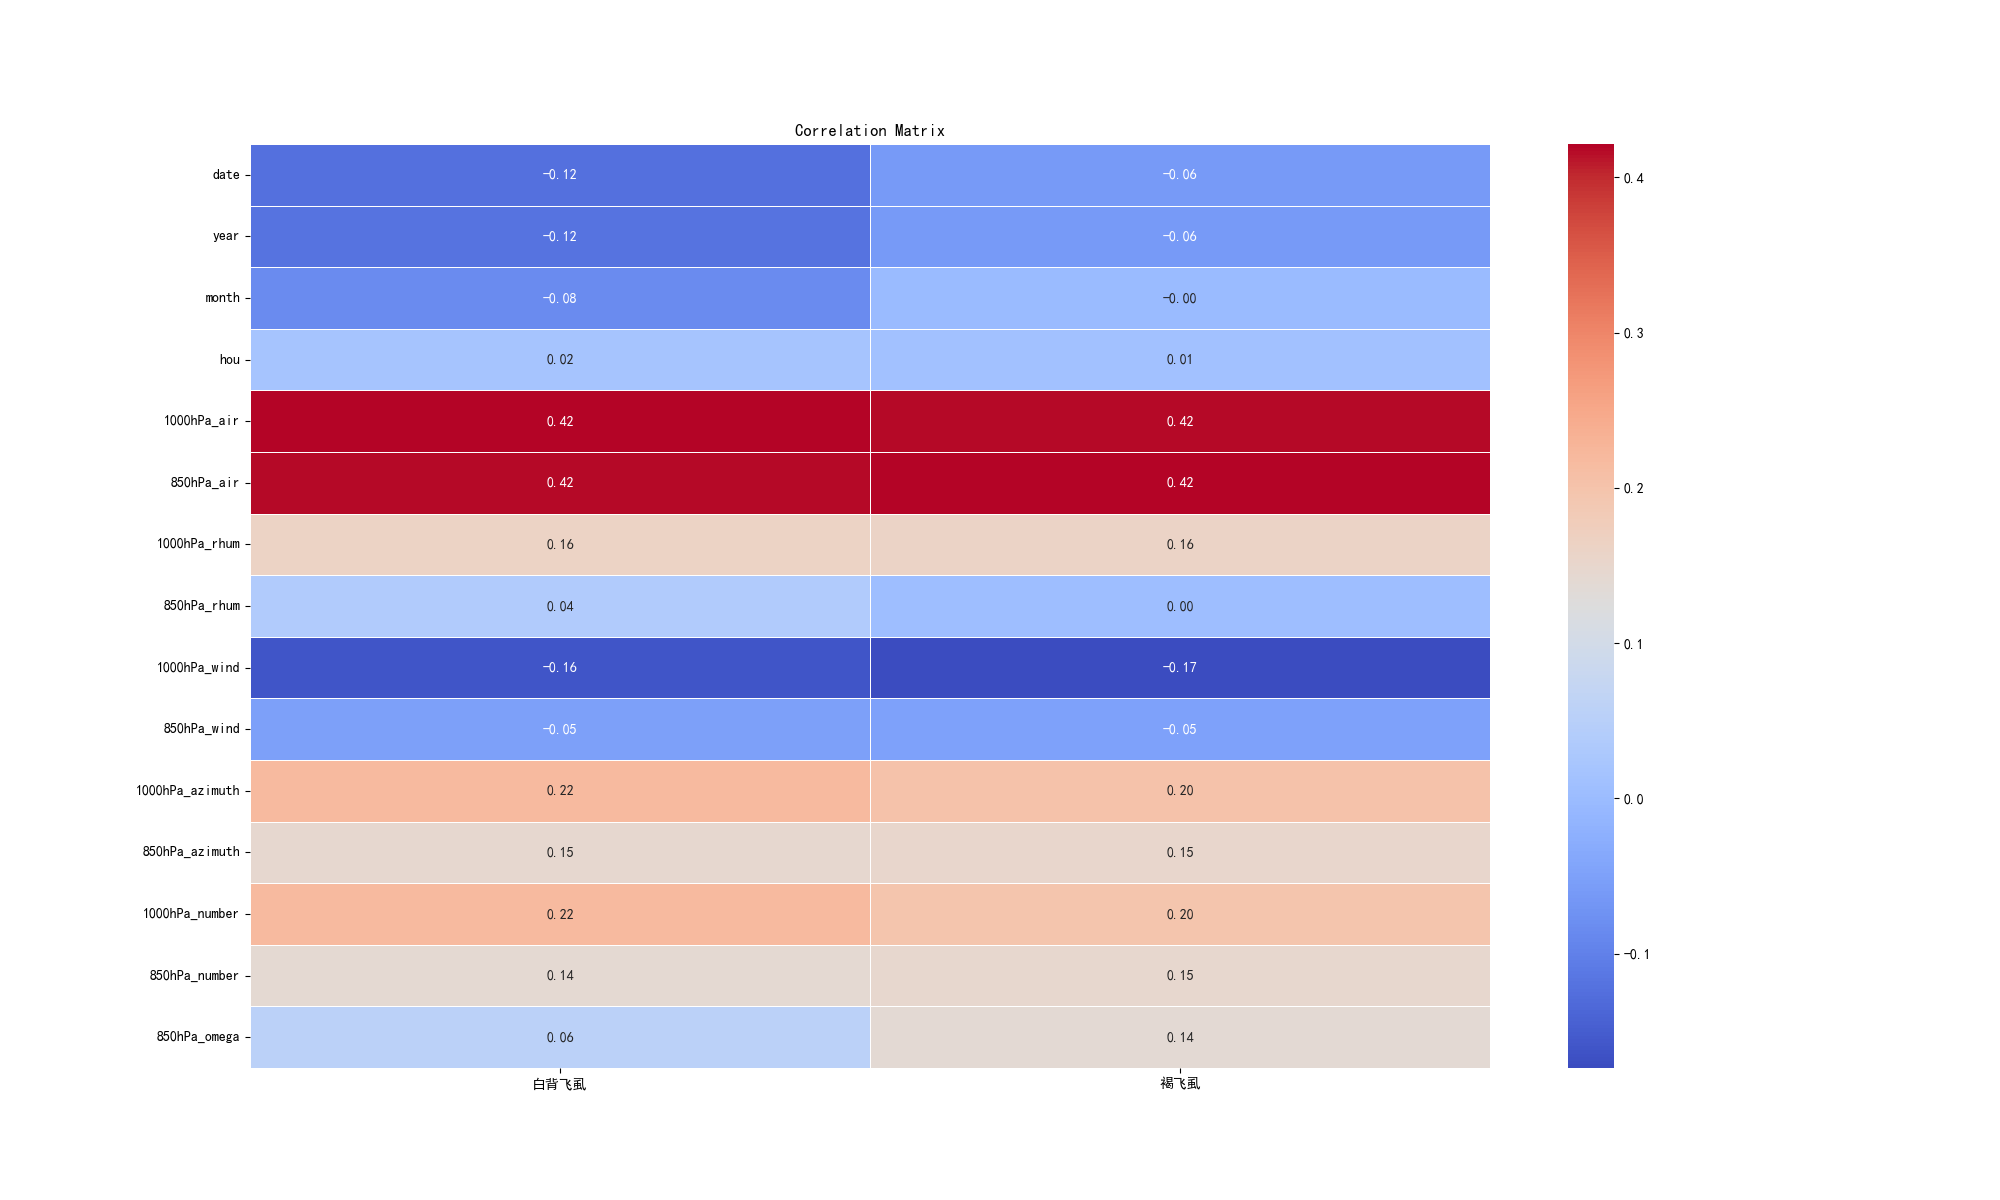 Correlation Matrix
date -0.12 -0.06
year -0.12 -0.06
month -0.08 -0.00
hou 0.02 0.01
1000hPa_air 0.42 0.42
850hPa_air 0.42 0.42
1000hPa_rhum 0.16 0.16
850hPa_rhum 0.04 0.00
1000hPa_wind -0.16 -0.17
850hPa_wind -0.05 -0.05
1000hPa_azimuth 0.22 0.20
850hPa_azimuth 0.15 0.15
1000hPa_number 0.22 0.20
850hPa_number 0.14 0.15
850hPa_omega 0.06 0.14
白背飞虱 褐飞虱
0.4
0.3
0.2
0.1
0.0
-0.1